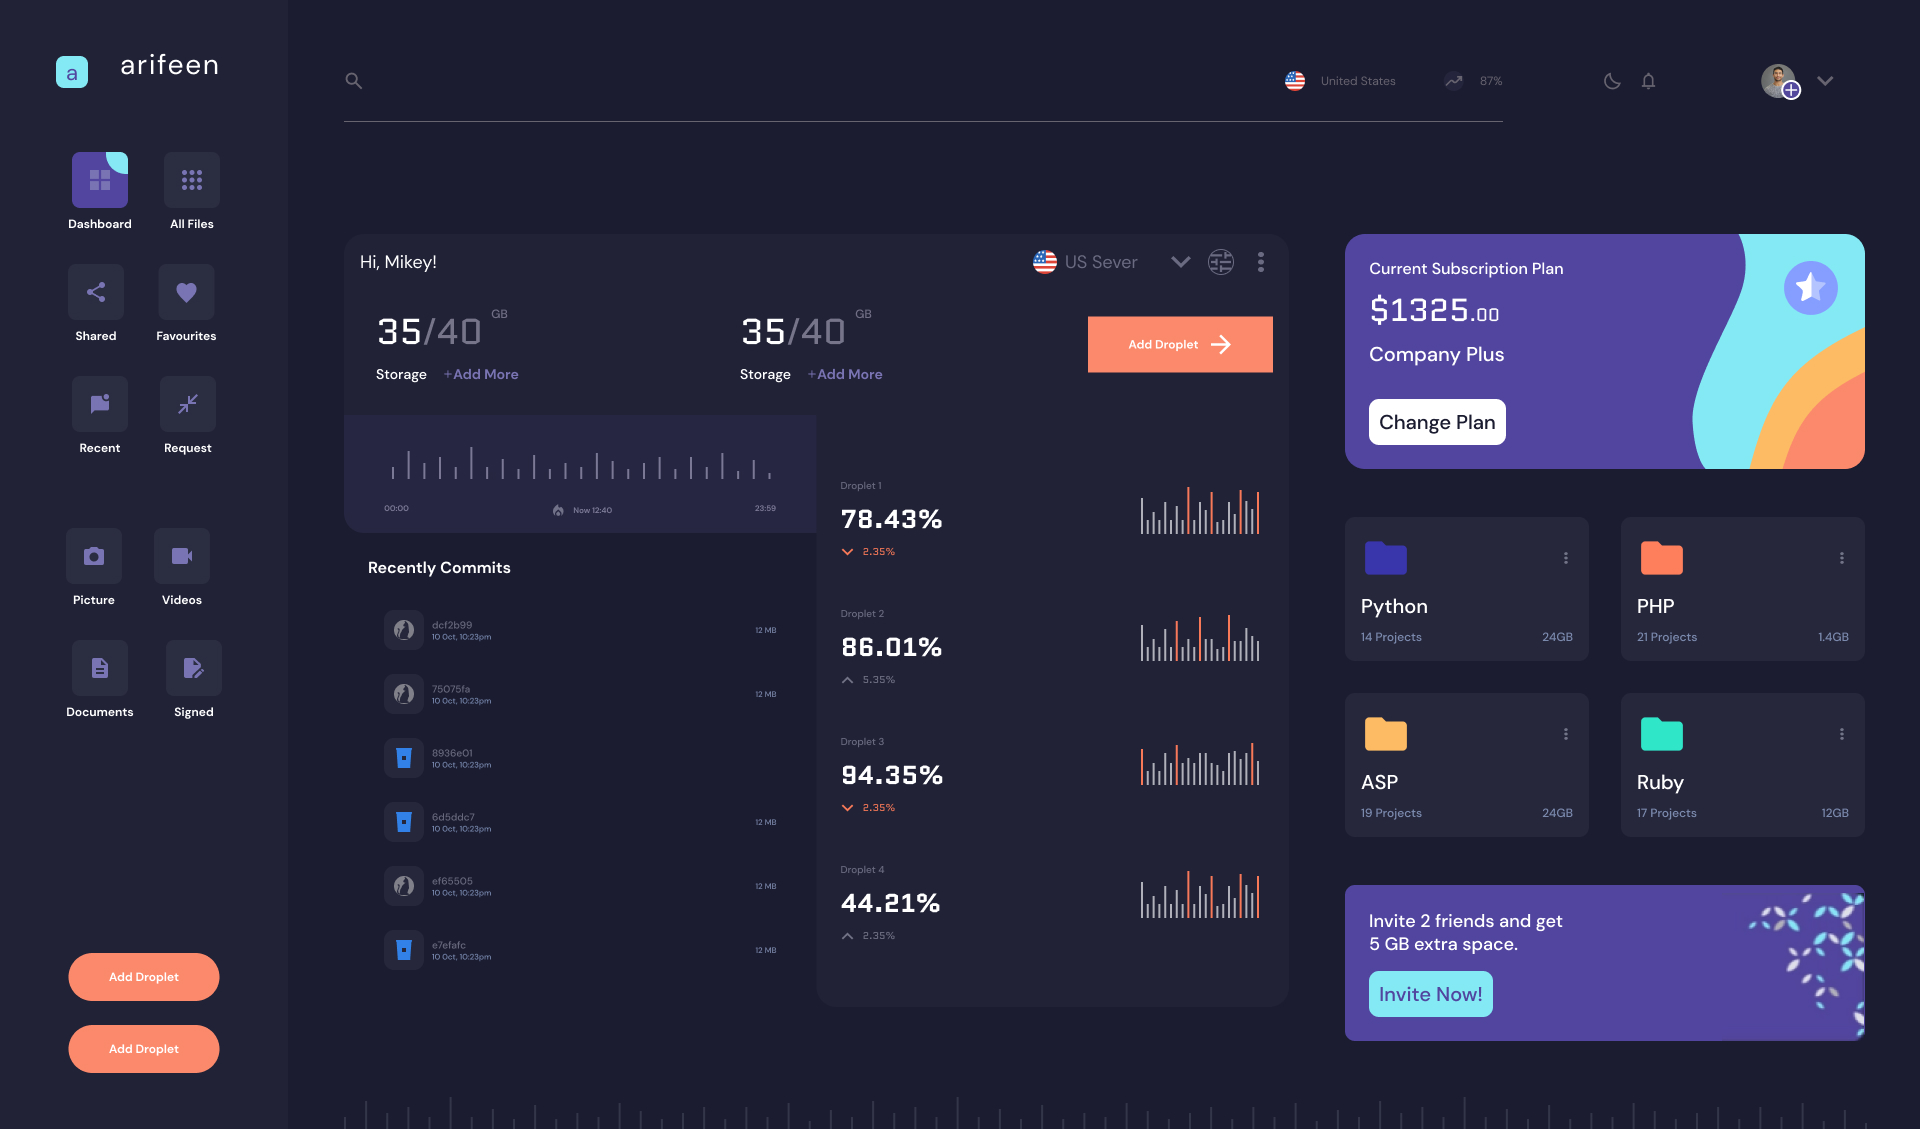 a
arifeen
United States
87%
Dashboard
All Files
Shared
Favourites
Recent
Request
Picture
Videos
Documents
Signed
Add Droplet
Add Droplet
Hi, Mikey!
US Sever
35/40 GB
Storage +Add More
35/40 GB
Storage +Add More
Add Droplet
00:00
Now 12:40
23:59
Recently Commits
dcf2b99
10 Oct, 10:23pm
12 MB
75075fa
10 Oct, 10:23pm
12 MB
8936e01
10 Oct, 10:23pm
6d5ddc7
10 Oct, 10:23pm
12 MB
ef65505
10 Oct, 10:23pm
12 MB
e7efafc
10 Oct, 10:23pm
12 MB
Droplet 1
78.43%
2.35%
Droplet 2
86.01%
5.35%
Droplet 3
94.35%
2.35%
Droplet 4
44.21%
2.35%
Current Subscription Plan
$1325.00
Company Plus
Change Plan
Python
14 Projects
24GB
PHP
21 Projects
1.4GB
ASP
19 Projects
24GB
Ruby
17 Projects
12GB
Invite 2 friends and get
5 GB extra space.
Invite Now!